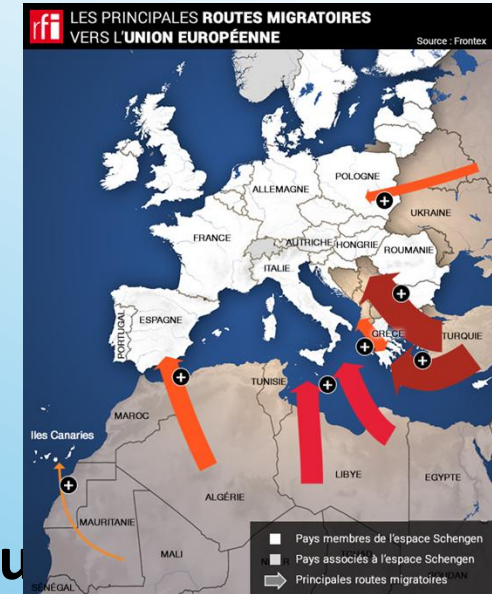 rfi
LES PRINCIPALES ROUTES MIGRATOIRES
VERS L'UNION EUROPÉENNE
Source : Frontex
POLOGNE
ALLEMAGNE
UKRAINE
FRANCE
AUTRICHE
HONGRIE
ROUMANIE
ITALIE
PORTUGAL
ESPAGNE
GRÈCE
TURQUIE
TUNISIE
MAROC
Iles Canaries
ALGÉRIE
LIBYE
EGYPTE
MAURITANIE
MALI
SÉNÉGAL
Pays membres de l'espace Schengen
Pays associés à l'espace Schengen
Principales routes migratoires